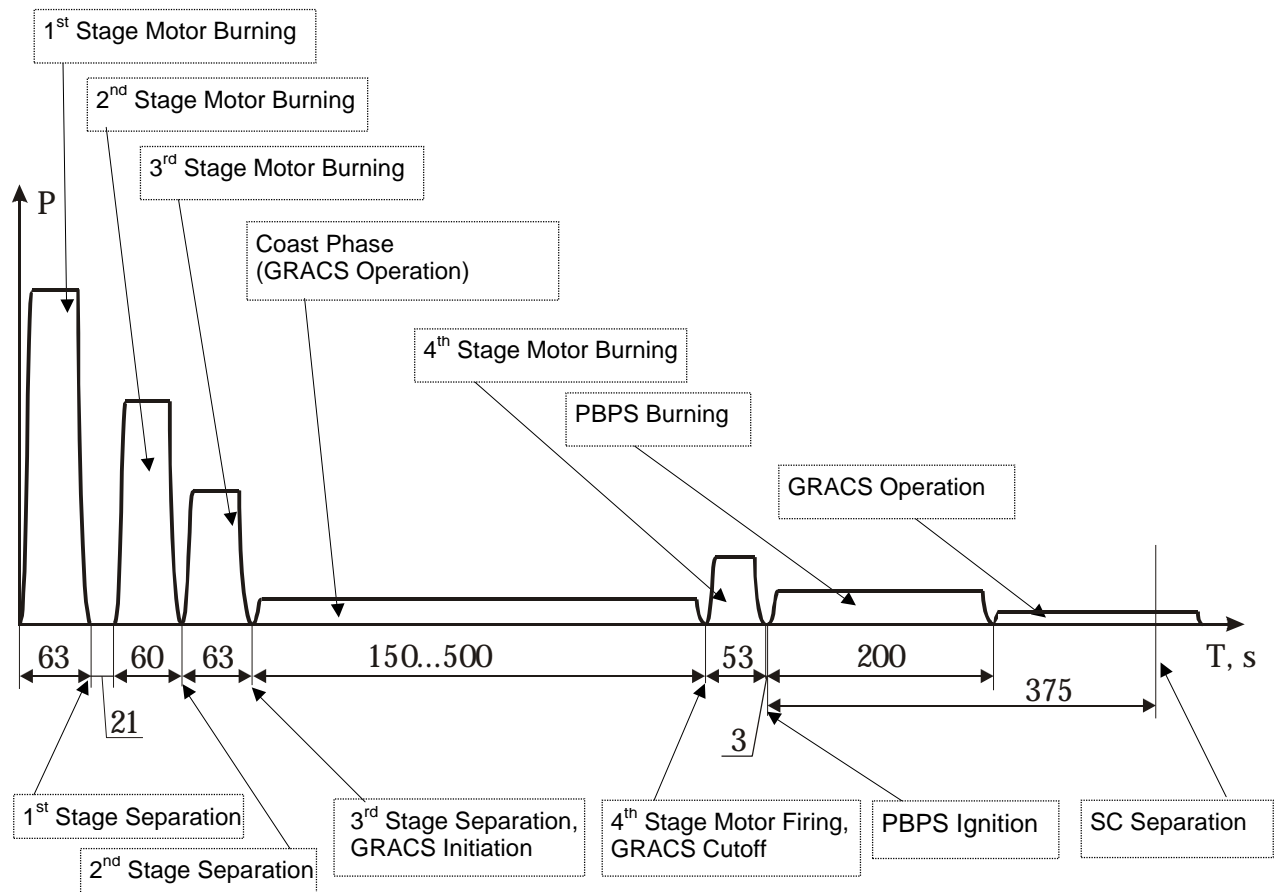 1st Stage Motor Burning
2nd Stage Motor Burning
3rd Stage Motor Burning
P
Coast Phase
(GRACS Operation)
4th Stage Motor Burning
PBPS Burning
GRACS Operation
63
60
63
150...500
53
200
T, s
375
21
3
1st Stage Separation
2nd Stage Separation
3rd Stage Separation,
GRACS Initiation
4th Stage Motor Firing,
GRACS Cutoff
PBPS Ignition
SC Separation